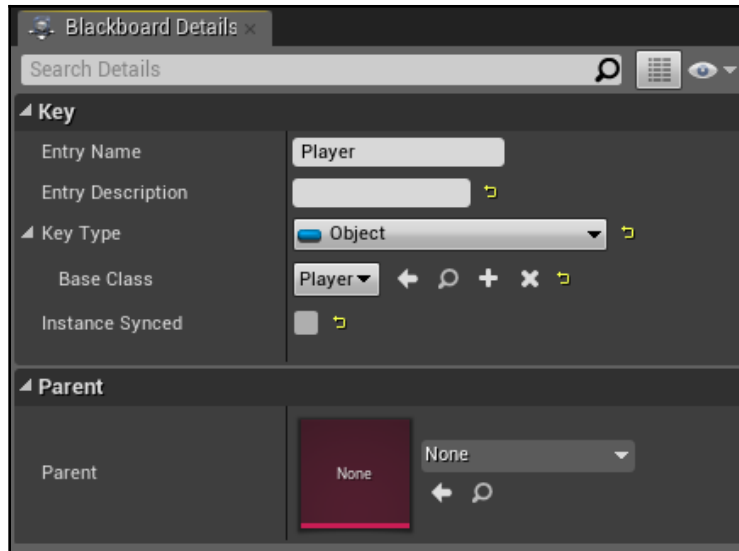 Blackboard Details
Search Details
Key
Entry Name
Player
Entry Description
Key Type
Object
Base Class
Player
Instance Synced
Parent
Parent
None
None